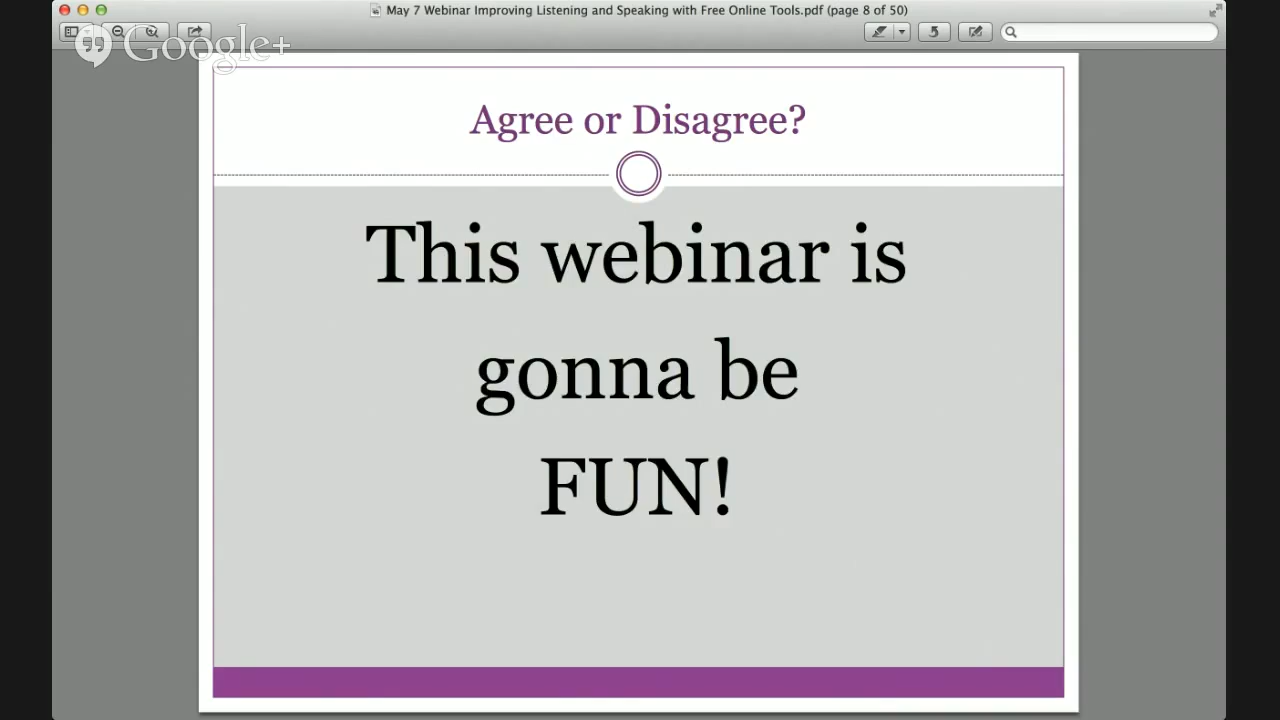 May 7 Webinar Improving Listening and Speaking with Free Online Tools.pdf (page 8 of 50)
Google+
Agree or Disagree?
This webinar is
gonna be
FUN!